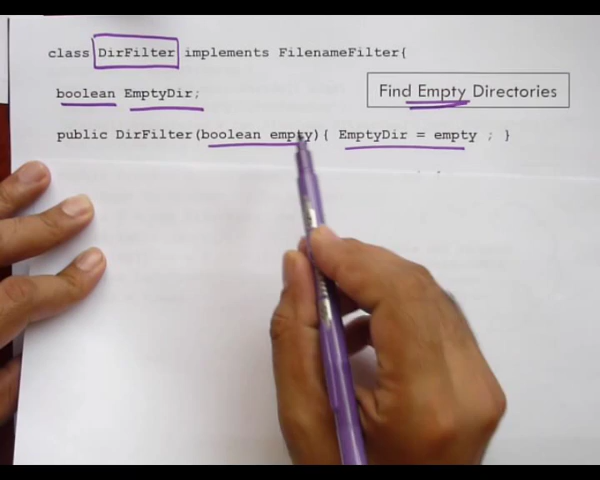 class DirFilter implements FilenameFilter{
boolean EmptyDir;
Find Empty Directories
public DirFilter(boolean empty){ EmptyDir = empty ; }